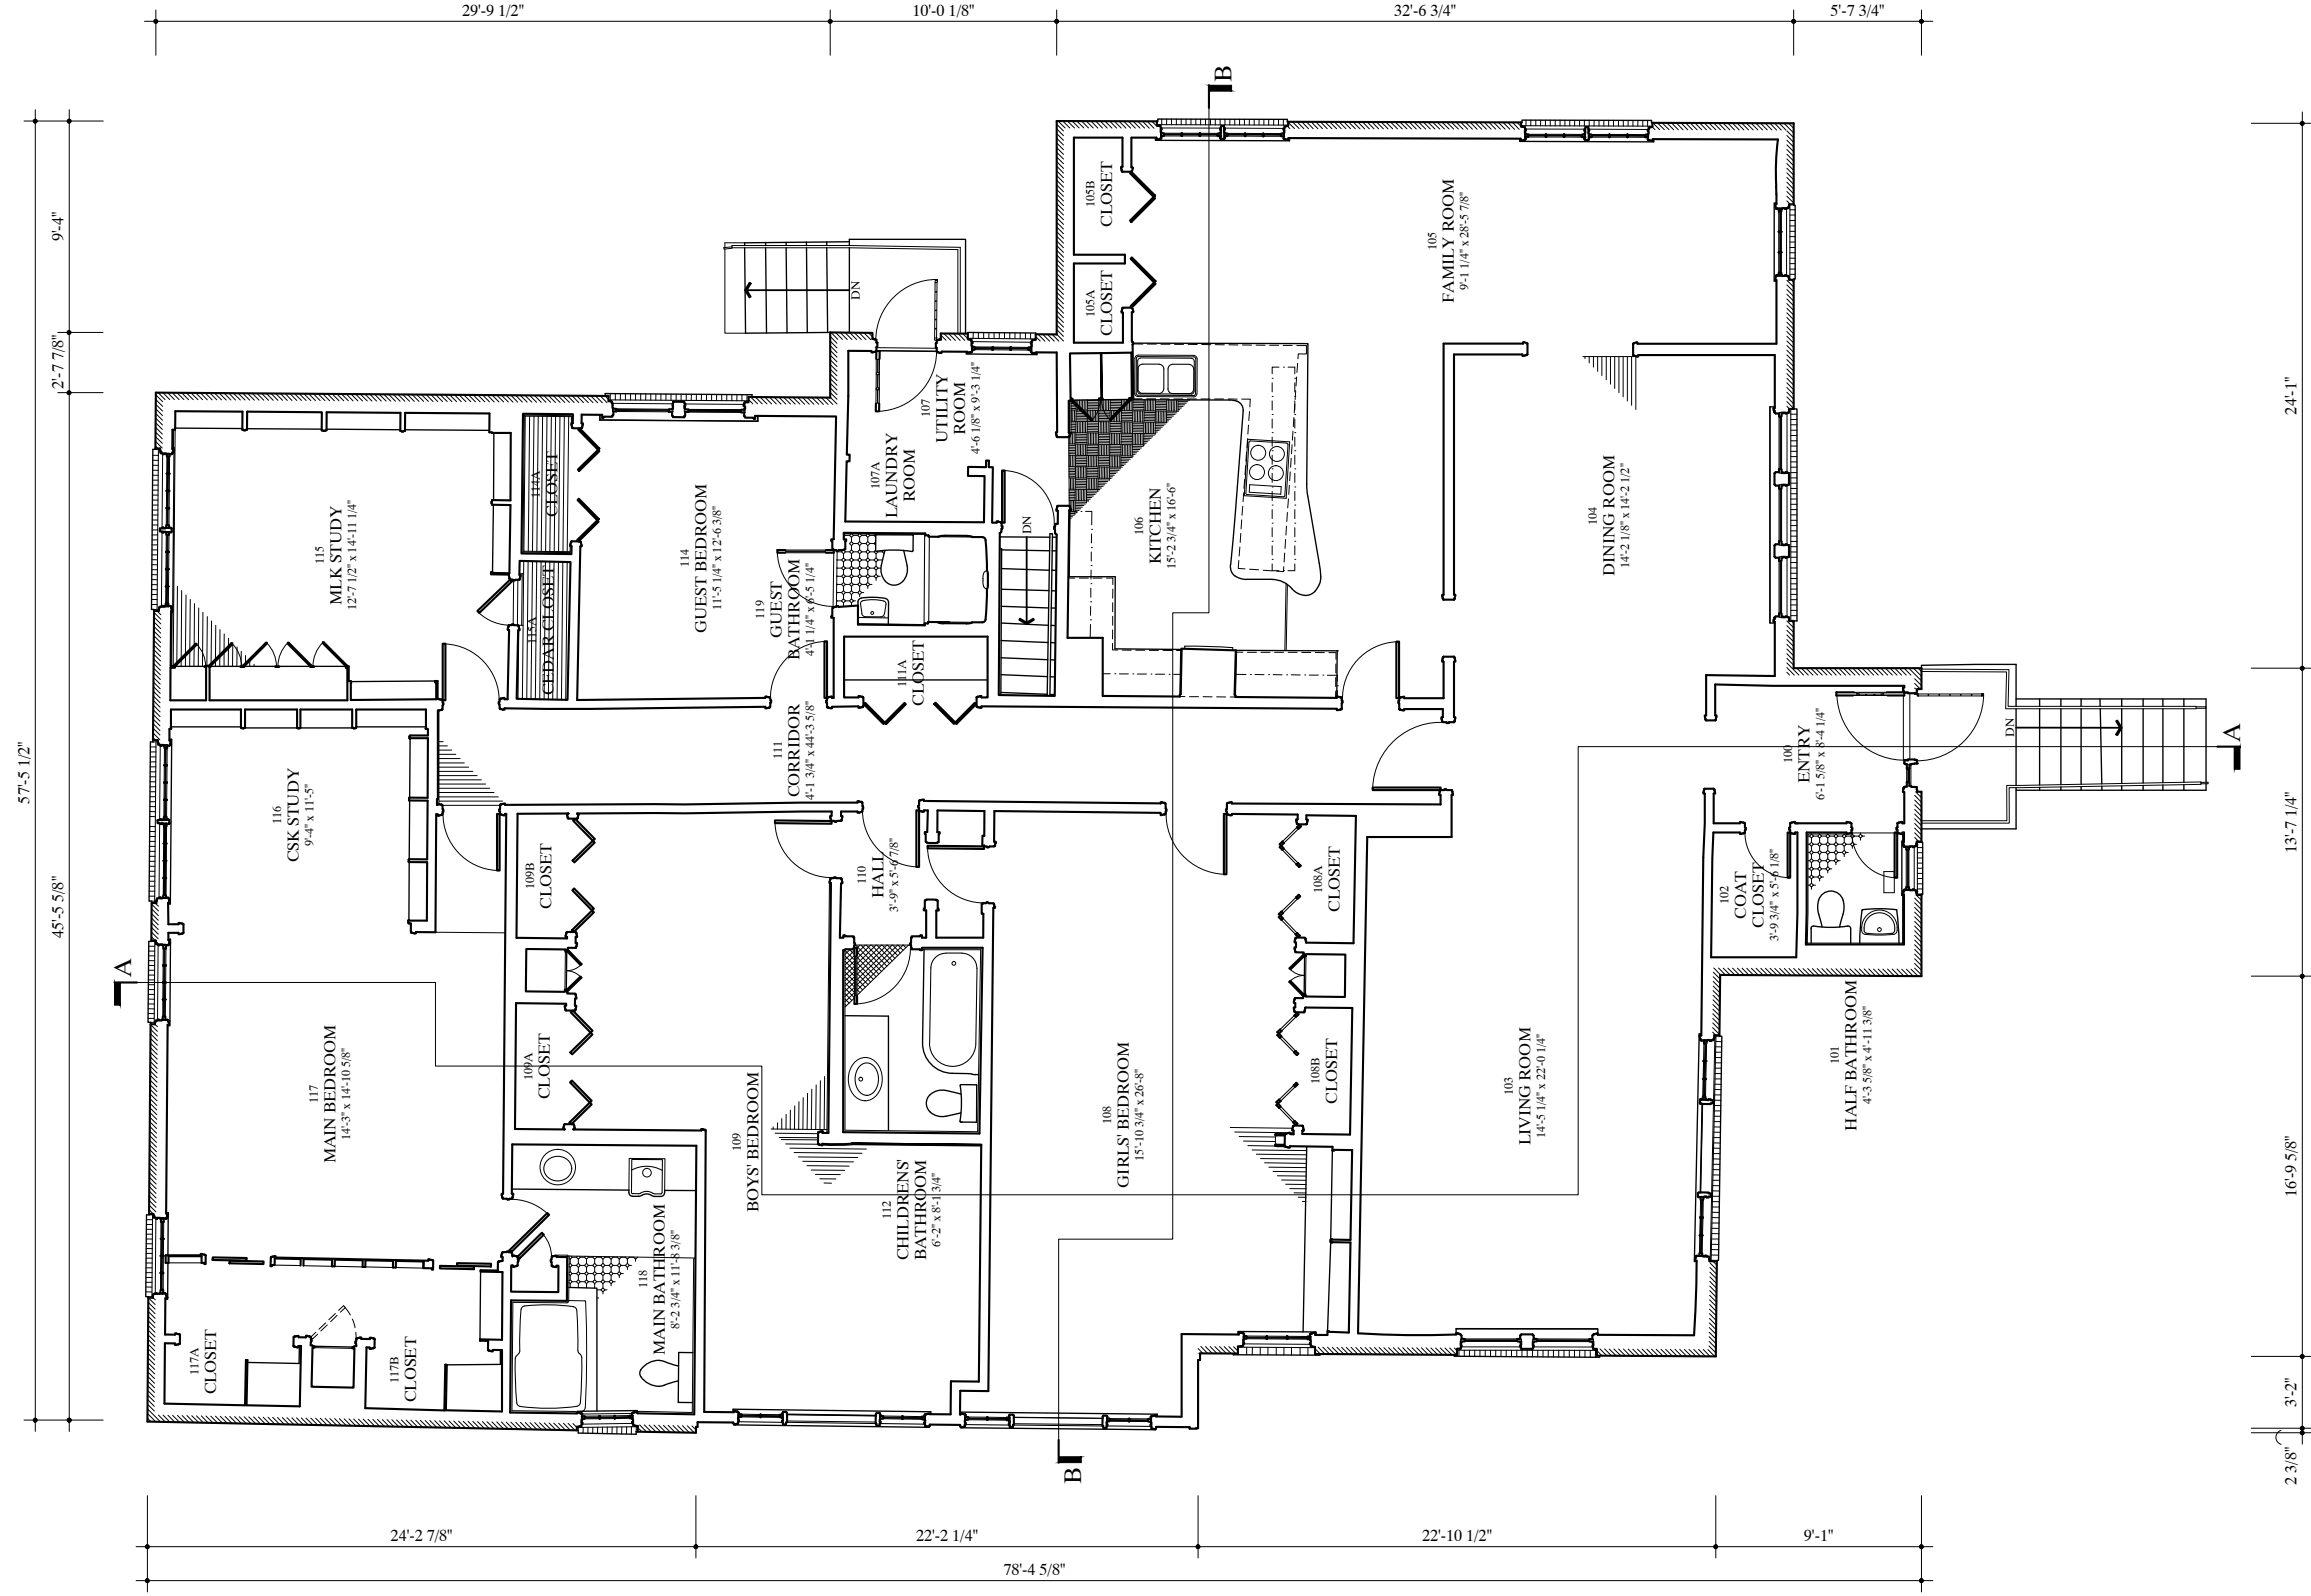 29'-9 1/2"
10'-0 1/8"
32'-6 3/4"
5'-7 3/4"
B
9'-4"
2'-7 7/8"
57'-5 1/2"
45'-5 5/8"
24'-1"
13'-7 1/4"
16'-9 5/8"
3'-2"
2 3/8"
105B
CLOSET
105A
CLOSET
105
FAMILY ROOM
9'-1 1/4" x 28'-5 7/8"
DN
107
UTILITY
ROOM
4'-6 1/8" x 9'-3 1/4"
107A
LAUNDRY
ROOM
DN
106
KITCHEN
15'-2 3/4" x 16'-6"
104
DINING ROOM
14'-2 1/8" x 14'-2 1/2"
115
MLK STUDY
12'-7 1/2" x 14'-11 1/4"
114A
CLOSET
115A
CEDAR CLOSET
114
GUEST BEDROOM
11'-5 1/4" x 12'-6 3/8"
119
GUEST
BATHROOM
4'-1 1/4" x 6'-5 1/4"
111A
CLOSET
111
CORRIDOR
4'-1 3/4" x 44'-3 5/8"
116
CSK STUDY
9'-4" x 11'-5"
100
ENTRY
6'-1 5/8" x 8'-4 1/4"
DN
A
102
COAT
CLOSET
3'-9 3/4" x 5'-6 1/8"
101
HALF BATHROOM
4'-3 5/8" x 4'-11 3/8"
109B
CLOSET
109A
CLOSET
110
HALL
3'-9" x 5'-6 7/8"
108A
CLOSET
108B
CLOSET
A
117
MAIN BEDROOM
14'-3" x 14'-10 5/8"
109
BOYS' BEDROOM
112
CHILDRENS'
BATHROOM
6'-2" x 8'-1 3/4"
108
GIRLS' BEDROOM
15'-10 3/4" x 26'-8"
103
LIVING ROOM
14'-5 1/4" x 22'-0 1/4"
118
MAIN BATHROOM
8'-2 3/4" x 11'-8 3/8"
117A
CLOSET
117B
CLOSET
B
24'-2 7/8"
22'-2 1/4"
22'-10 1/2"
9'-1"
78'-4 5/8"